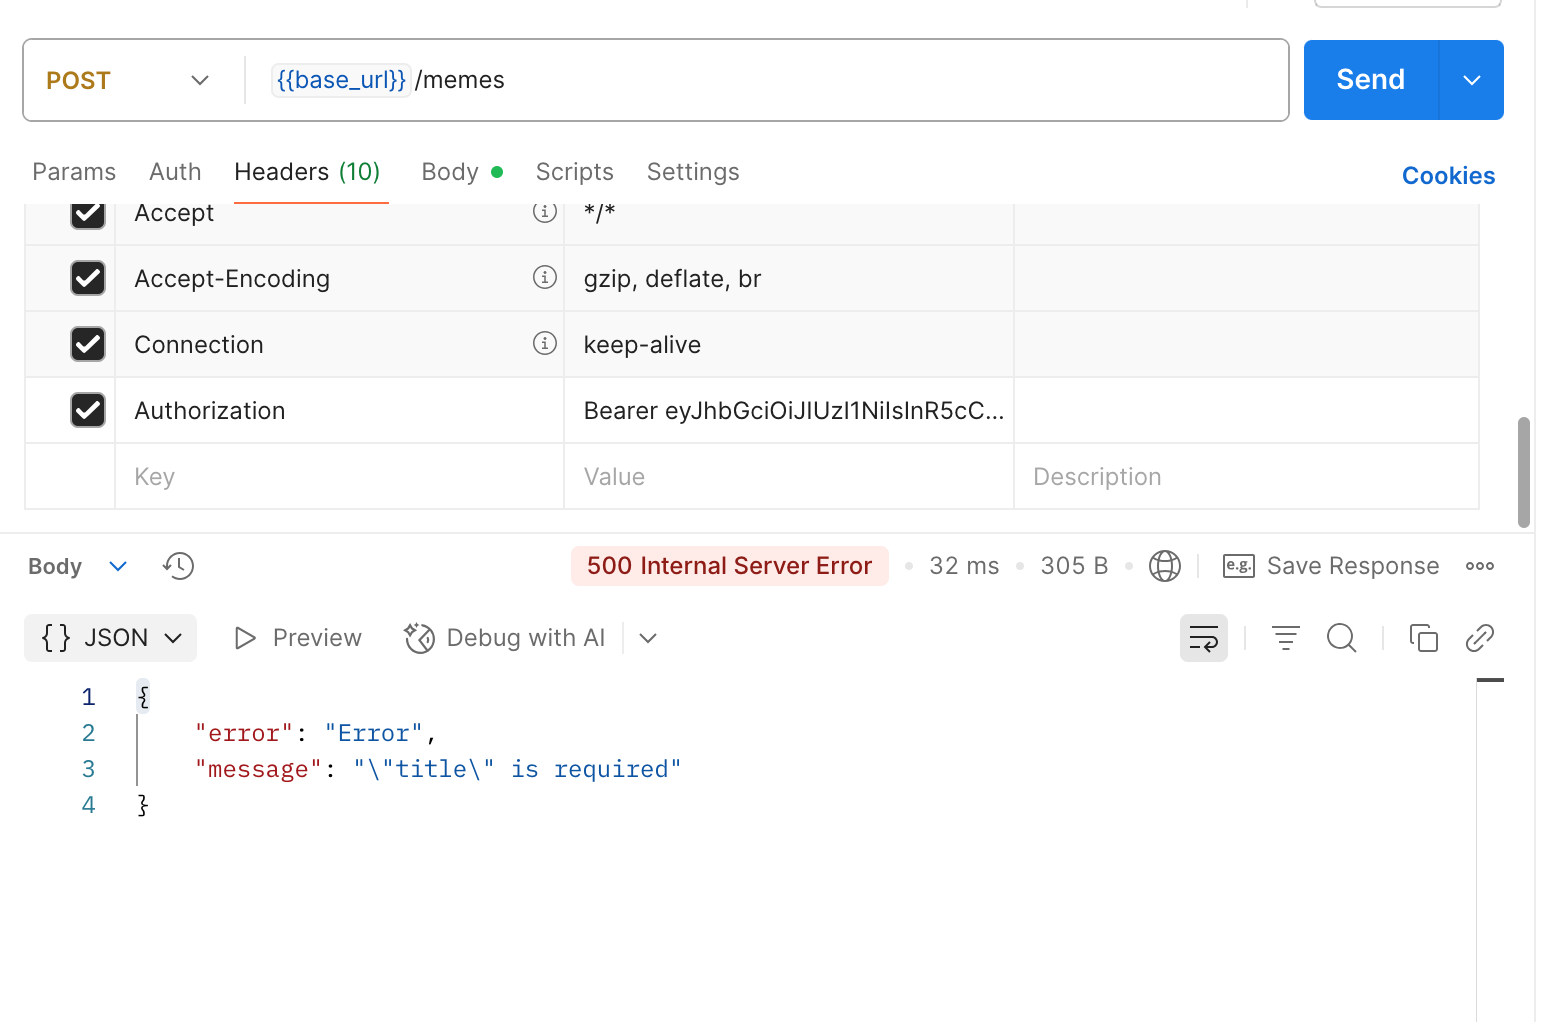 POST {{base_url}}/memes Send
Params Auth Headers (10) Body Scripts Settings Cookies
Accept */*
Accept-Encoding gzip, deflate, br
Connection keep-alive
Authorization Bearer eyJhbGciOiJIUzI1NiIsInR5cC...
Key Value Description
Body 500 Internal Server Error 32 ms 305 B e.g. Save Response
{} JSON Preview Debug with AI
1 {
2 "error": "Error",
3 "message": "\"title\" is required"
4 }